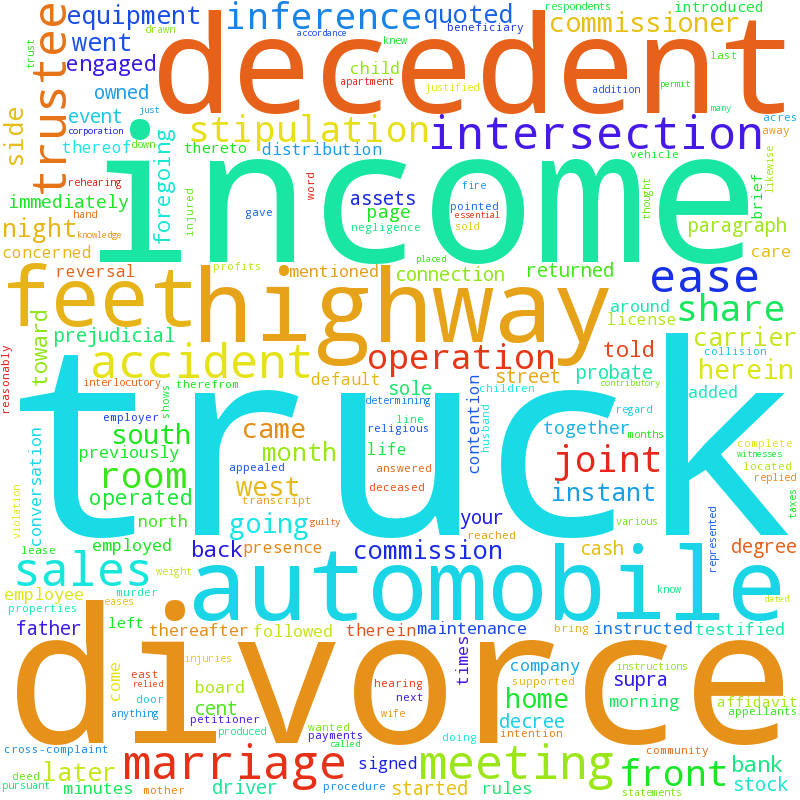 equipment
inference
quoted
introduced
respondents
beneficiary
drawn
accordance
knew
commissioner
went
engaged
decedent
child
apartment
justified
last
trust
trustee
owned
addition
permit
many
event
just
corporation
stipulation
intersection
acres
away
side
thereof
down
thereto
distribution
vehicle
income
rehearing
foregoing
word
assets
fire
pointed
essential
sold
thought
brief
likewise
immediately
hand
gave
page
negligence
injured
placed
paragraph
night
knowledge
concerned
care
reversal
profits
mentioned
connection
returned
ease
feet
highway
around
share
license
toward
prejudicial
accident
operation
told
carrier
collision
reasonably
interlocutory
therefrom
default
street
probate
herein
contributory
children
sole
determining
added
employer
shows
line
husband
regard
truck
south
came
religious
contention
together
months
complete
witnesses
previously
conversation
month
life
joint
room
appealed
answered
located
replied
operated
west
deceased
instant
taxes
violation
transcript
north
going
guilty
your
reached
various
represented
lease
employed
back
presence
commission
cash
degree
sales
weight
automobile
know
employee
murder
eases
properties
dated
father
left
thereafter
followed
therein
maintenance
bring
instructed
testified
divorce
injuries
times
company
instructions
east
relied
come
door
board
hearing
next
supported
supra
anything
cent
petitioner
wife
home
morning
affidavit
produced
wanted
payments
called
decree
intention
appellants
doing
cross-complaint
marriage
signed
meeting
community
front
bank
later
deed
pursuant
minutes
mother
driver
procedure
started
rules
statements
stock